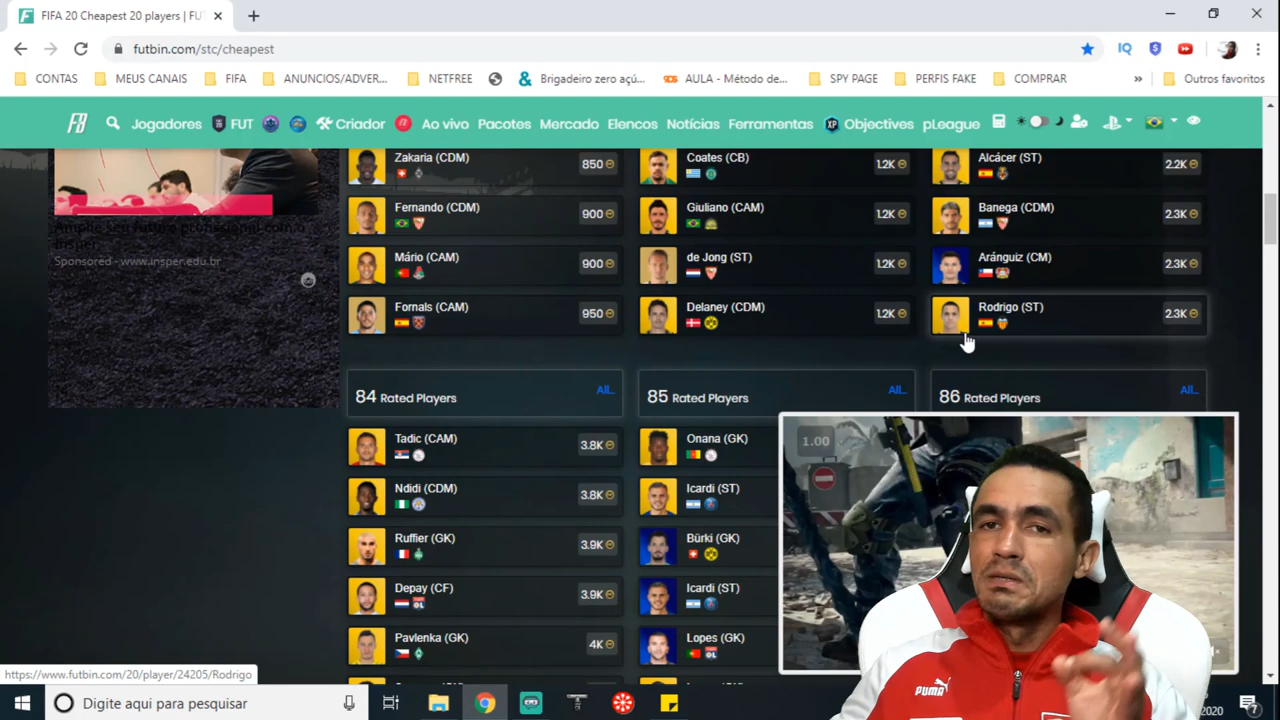 FIFA 20 Cheapest 20 players | FUT
futbin.com/stc/cheapest
CONTAS
MEUS CANAIS
FIFA
ANUNCIOS/ADVER...
NETFREE
Brigadeiro zero açú...
AULA - Método de...
SPY PAGE
PERFIS FAKE
COMPRAR
»
Outros favoritos
Jogadores
FUT
Criador
Ao vivo
Pacotes
Mercado
Elencos
Notícias
Ferramentas
XP Objectives
pLeague
Sponsored - www.insper.edu.br
Zakaria (CDM)
850
Fernando (CDM)
900
Mário (CAM)
900
Fornals (CAM)
950
Coates (CB)
1.2K
Giuliano (CAM)
1.2K
de Jong (ST)
1.2K
Delaney (CDM)
1.2K
Alcácer (ST)
2.2K
Banega (CDM)
2.3K
Aránguiz (CM)
2.3K
Rodrigo (ST)
2.3K
84 Rated Players
All...
Tadic (CAM)
3.8K
Ndidi (CDM)
3.8K
Ruffier (GK)
3.9K
Depay (CF)
3.9K
Pavlenka (GK)
4K
85 Rated Players
All...
Onana (GK)
Icardi (ST)
Bürki (GK)
Icardi (ST)
Lopes (GK)
86 Rated Players
All...
1.00
PUMA
https://www.futbin.com/20/player/24205/Rodrigo
Digite aqui para pesquisar
2020
7